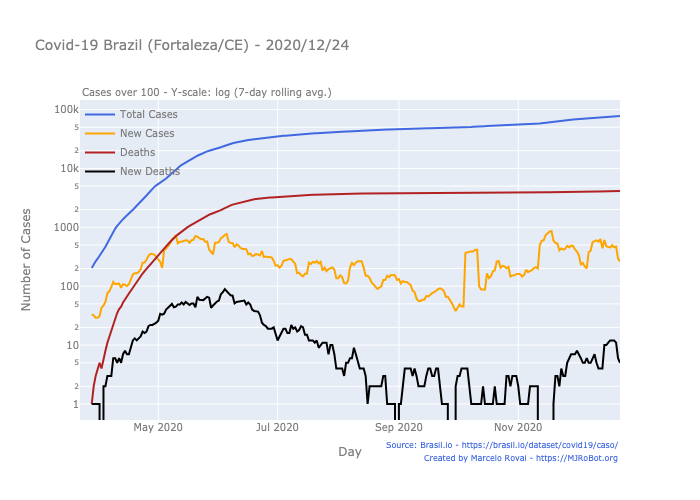 Covid-19 Brazil (Fortaleza/CE) - 2020/12/24
Cases over 100 - Y-scale: log (7-day rolling avg.)
Total Cases
New Cases
Deaths
New Deaths
100k
5
2
10k
5
2
1000
5
2
100
5
2
10
5
2
1
Number of Cases
May 2020
Jul 2020
Sep 2020
Nov 2020
Day
Source: Brasil.io - https://brasil.io/dataset/covid19/caso/
Created by Marcelo Rovai - https://MJRoBot.org